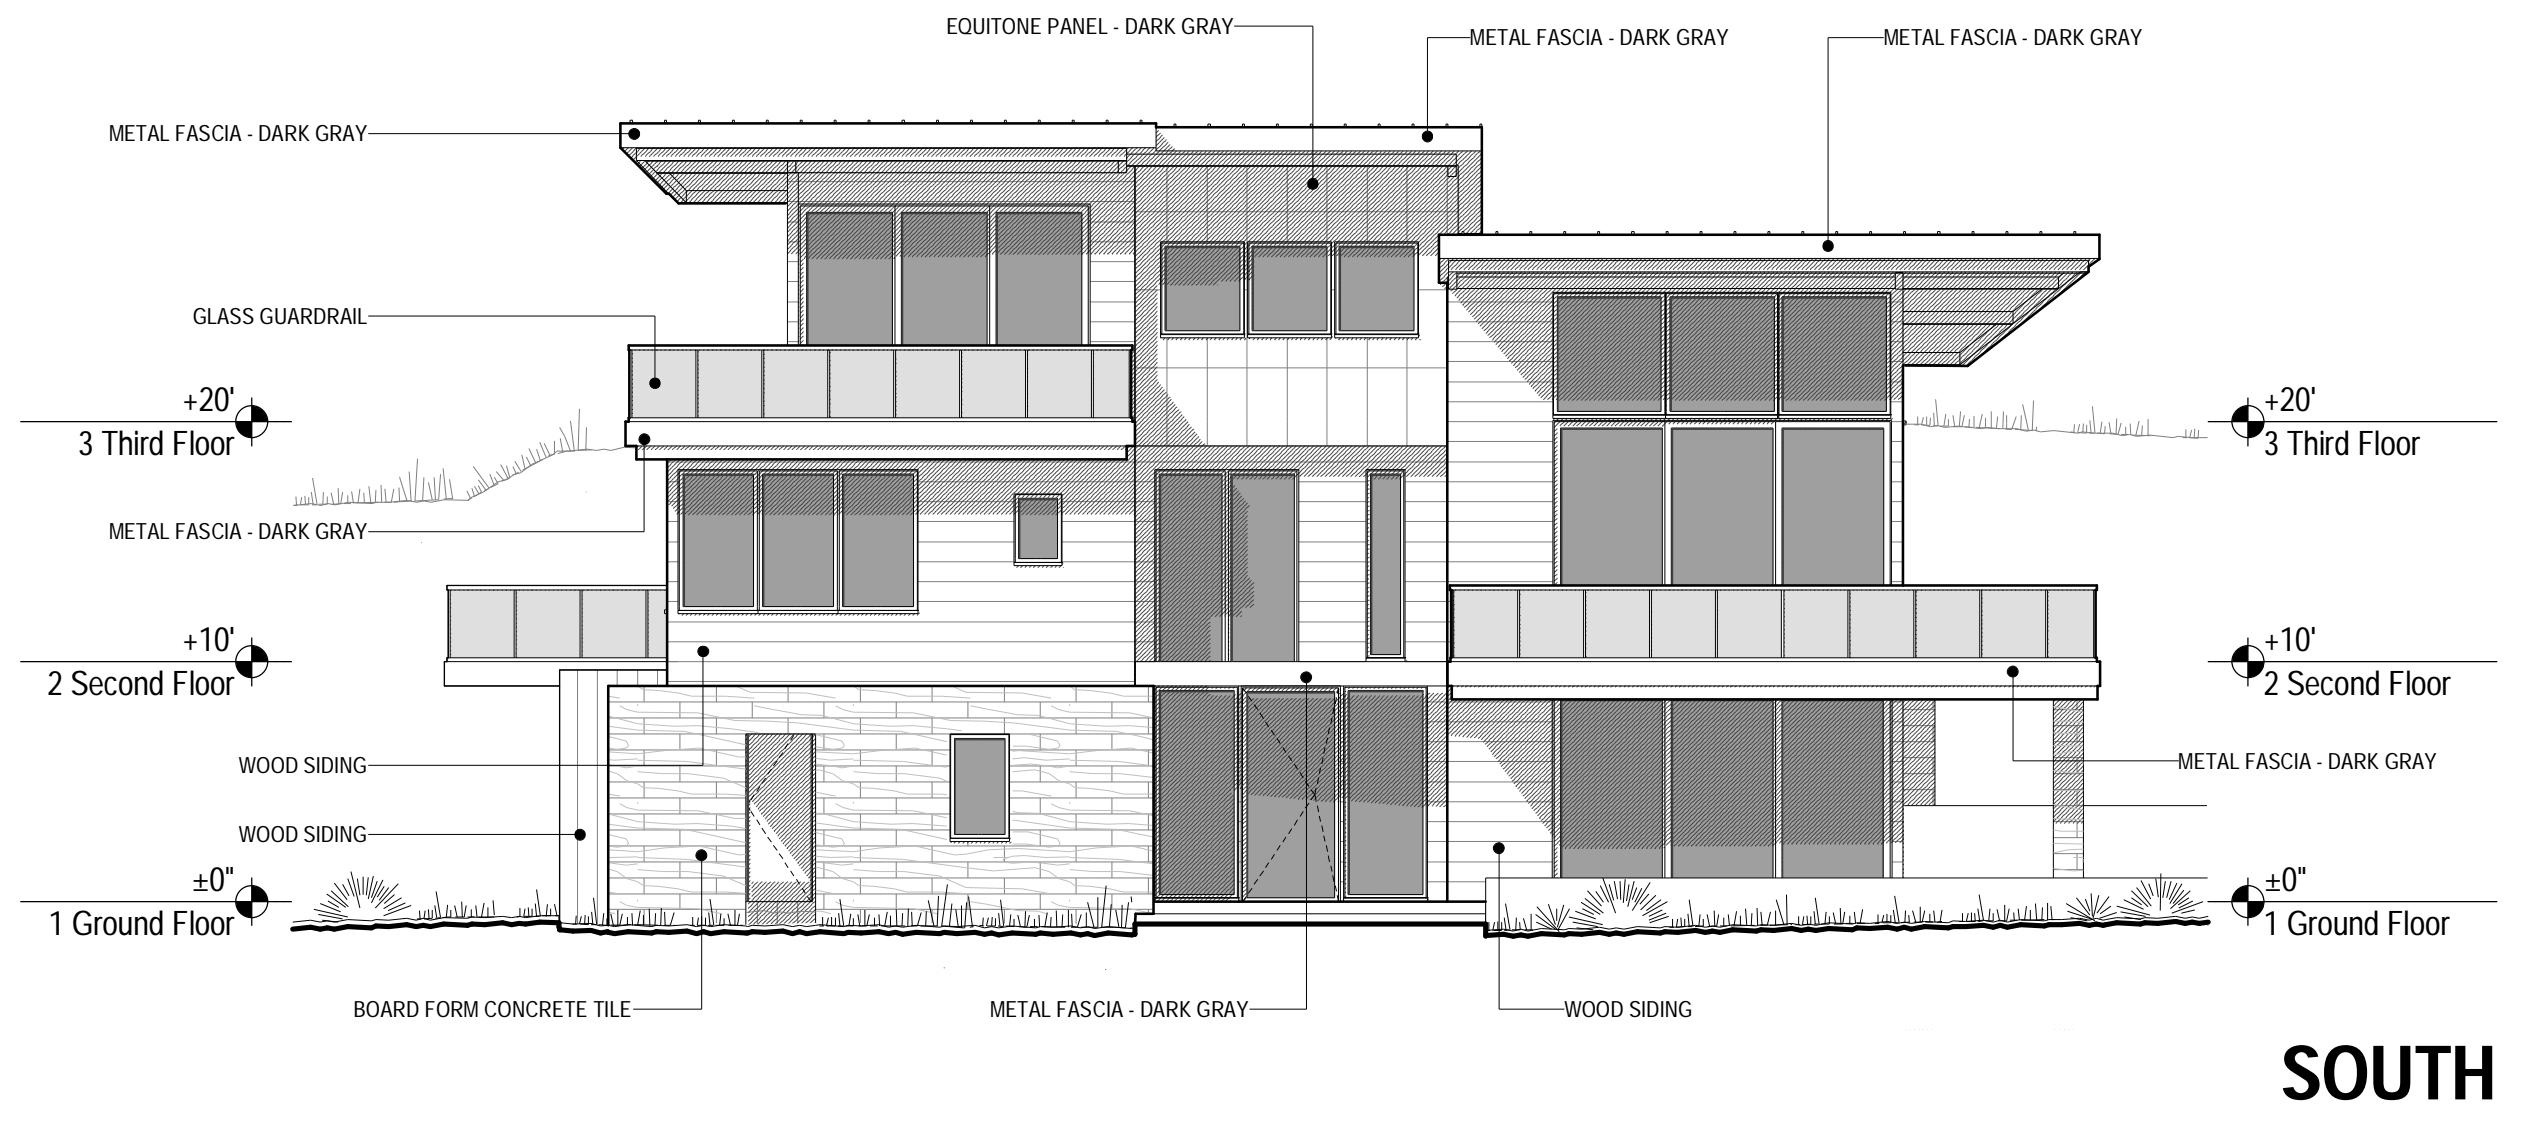 EQUITONE PANEL - DARK GRAY
METAL FASCIA - DARK GRAY
METAL FASCIA - DARK GRAY
METAL FASCIA - DARK GRAY
GLASS GUARDRAIL
+20'
3 Third Floor
+20'
3 Third Floor
METAL FASCIA - DARK GRAY
+10'
2 Second Floor
+10'
2 Second Floor
WOOD SIDING
METAL FASCIA - DARK GRAY
WOOD SIDING
±0"
1 Ground Floor
±0"
1 Ground Floor
BOARD FORM CONCRETE TILE
METAL FASCIA - DARK GRAY
WOOD SIDING
SOUTH